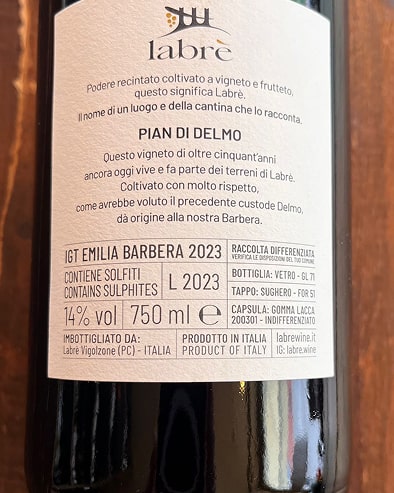 labrè
Podere recintato coltivato a vigneto e frutteto,
questo significa Labrè.
Il nome di un luogo e della cantina che lo racconta.
PIAN DI DELMO
Questo vigneto di oltre cinquant'anni
ancora oggi vive e fa parte dei terreni di Labrè.
Coltivato con molto rispetto,
come avrebbe voluto il precedente custode Delmo,
dà origine alla nostra Barbera.
IGT EMILIA BARBERA 2023
CONTIENE SOLFITI
CONTAINS SULPHITES
L 2023
14% vol
750 ml ℮
RACCOLTA DIFFERENZIATA
VERIFICA LE DISPOSIZIONI DEL TUO COMUNE
BOTTIGLIA: VETRO - GL 71
TAPPO: SUGHERO - FOR 51
CAPSULA: GOMMA LACCA
200301 - INDIFFERENZIATO
IMBOTTIGLIATO DA:
Labrè Vigolzone (PC) - ITALIA
PRODOTTO IN ITALIA
PRODUCT OF ITALY
labrewine.it
IG: labre.wine